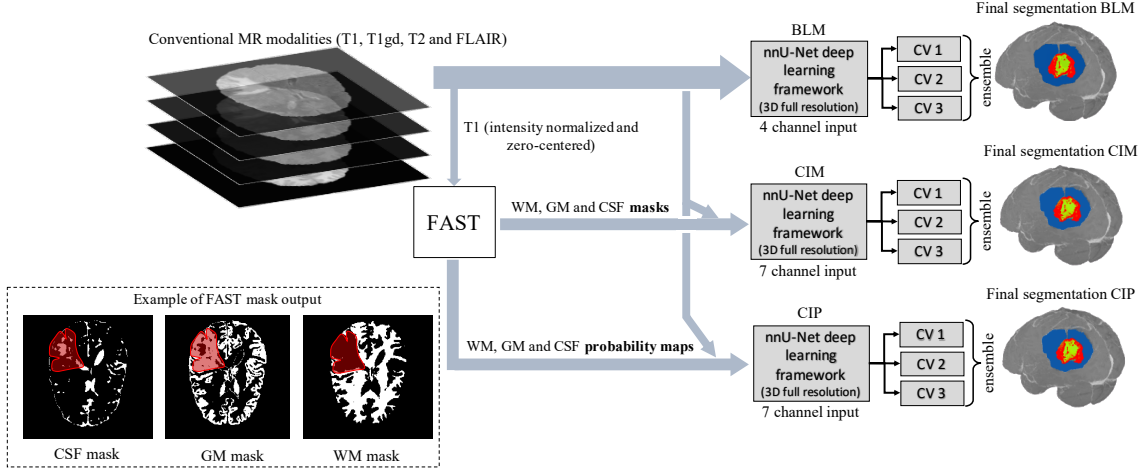 Conventional MR modalities (T1, T1gd, T2 and FLAIR)
T1 (intensity normalized and
zero-centered)
FAST
WM, GM and CSF masks
WM, GM and CSF probability maps
BLM
nnU-Net deep
learning
framework
(3D full resolution)
4 channel input
CV 1
CV 2
CV 3
ensemble
Final segmentation BLM
CIM
nnU-Net deep
learning
framework
(3D full resolution)
7 channel input
CV 1
CV 2
CV 3
ensemble
Final segmentation CIM
CIP
nnU-Net deep
learning
framework
(3D full resolution)
7 channel input
CV 1
CV 2
CV 3
ensemble
Final segmentation CIP
Example of FAST mask output
CSF mask
GM mask
WM mask